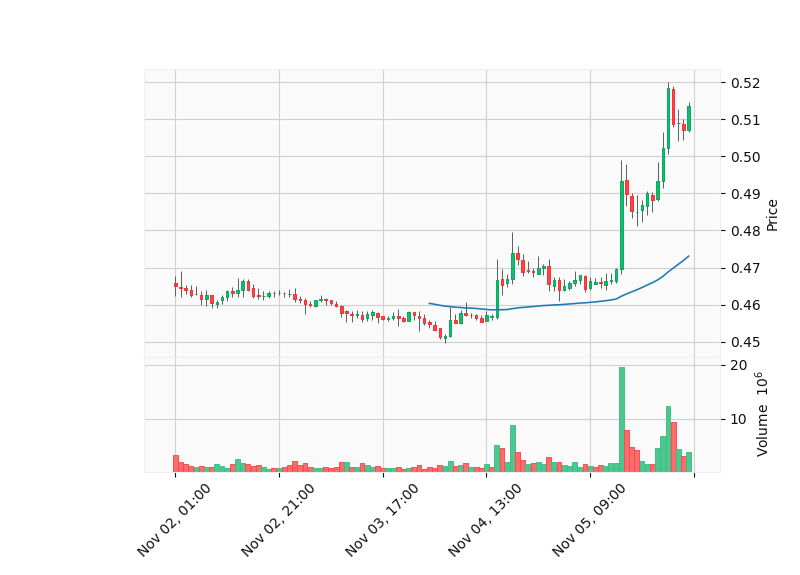 0.52
0.51
0.50
0.49
0.48
0.47
0.46
0.45
Price
20
10
Volume 10^6
Nov 02, 01:00
Nov 02, 21:00
Nov 03, 17:00
Nov 04, 13:00
Nov 05, 09:00